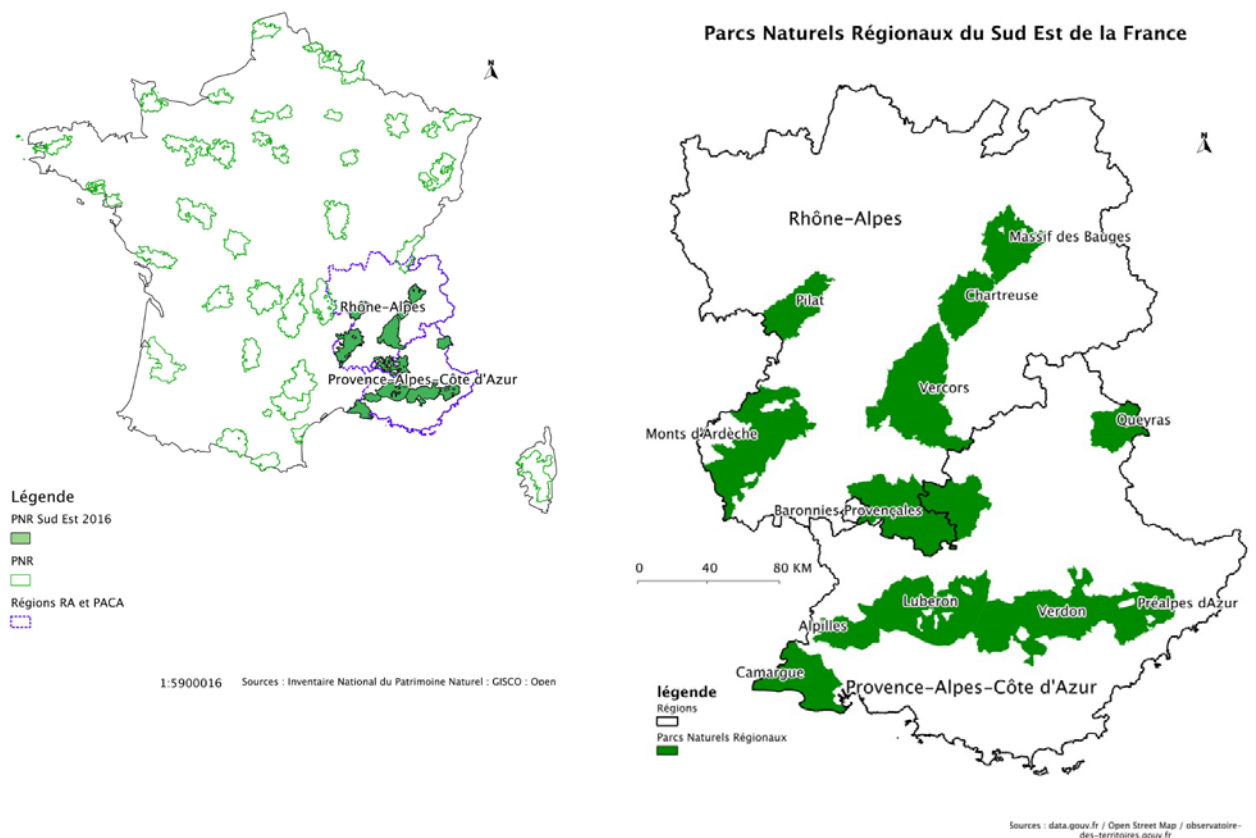 N
Rhône-Alpes
Provence-Alpes-Côte d'Azur
Légende
PNR Sud Est 2016
PNR
Régions RA et PACA
1:5900016
Sources : Inventaire National du Patrimoine Naturel : GISCO : Open
Parcs Naturels Régionaux du Sud Est de la France
N
Rhône-Alpes
Massif des Bauges
Chartreuse
Pilat
Vercors
Queyras
Monts d'Ardèche
Baronnies Provençales
0 40 80 KM
Luberon
Verdon
Préalpes dAzur
Alpilles
Camargue
Provence-Alpes-Côte d'Azur
légende
Régions
Parcs Naturels Régionaux
Sources : data.gouv.fr / Open Street Map / observatoire-
des-territoires.gouv.fr